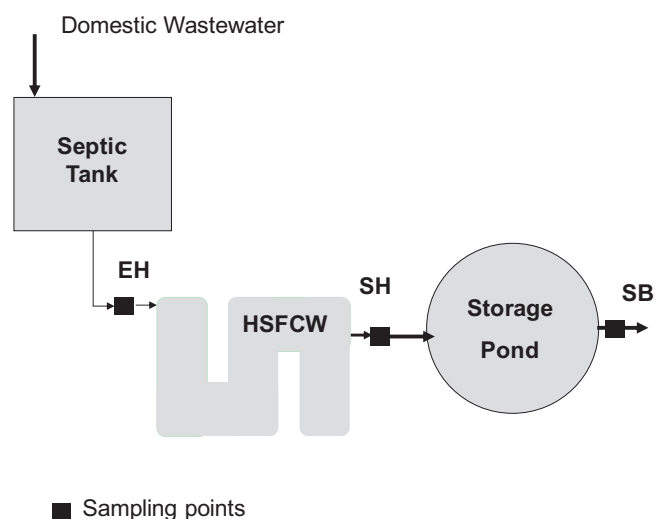 Domestic Wastewater
Septic
Tank
EH
HSFCW
SH
Storage
Pond
SB
Sampling points